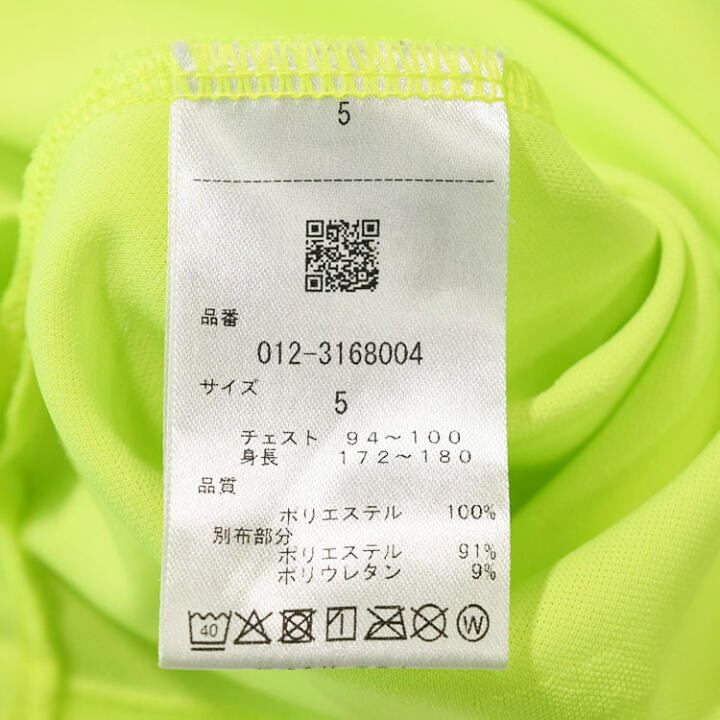 5
品番
012-3168004
サイズ
5
チェスト 94～100
身長 172～180
品質
ポリエステル 100%
別布部分
ポリエステル 91%
ポリウレタン 9%
40 W